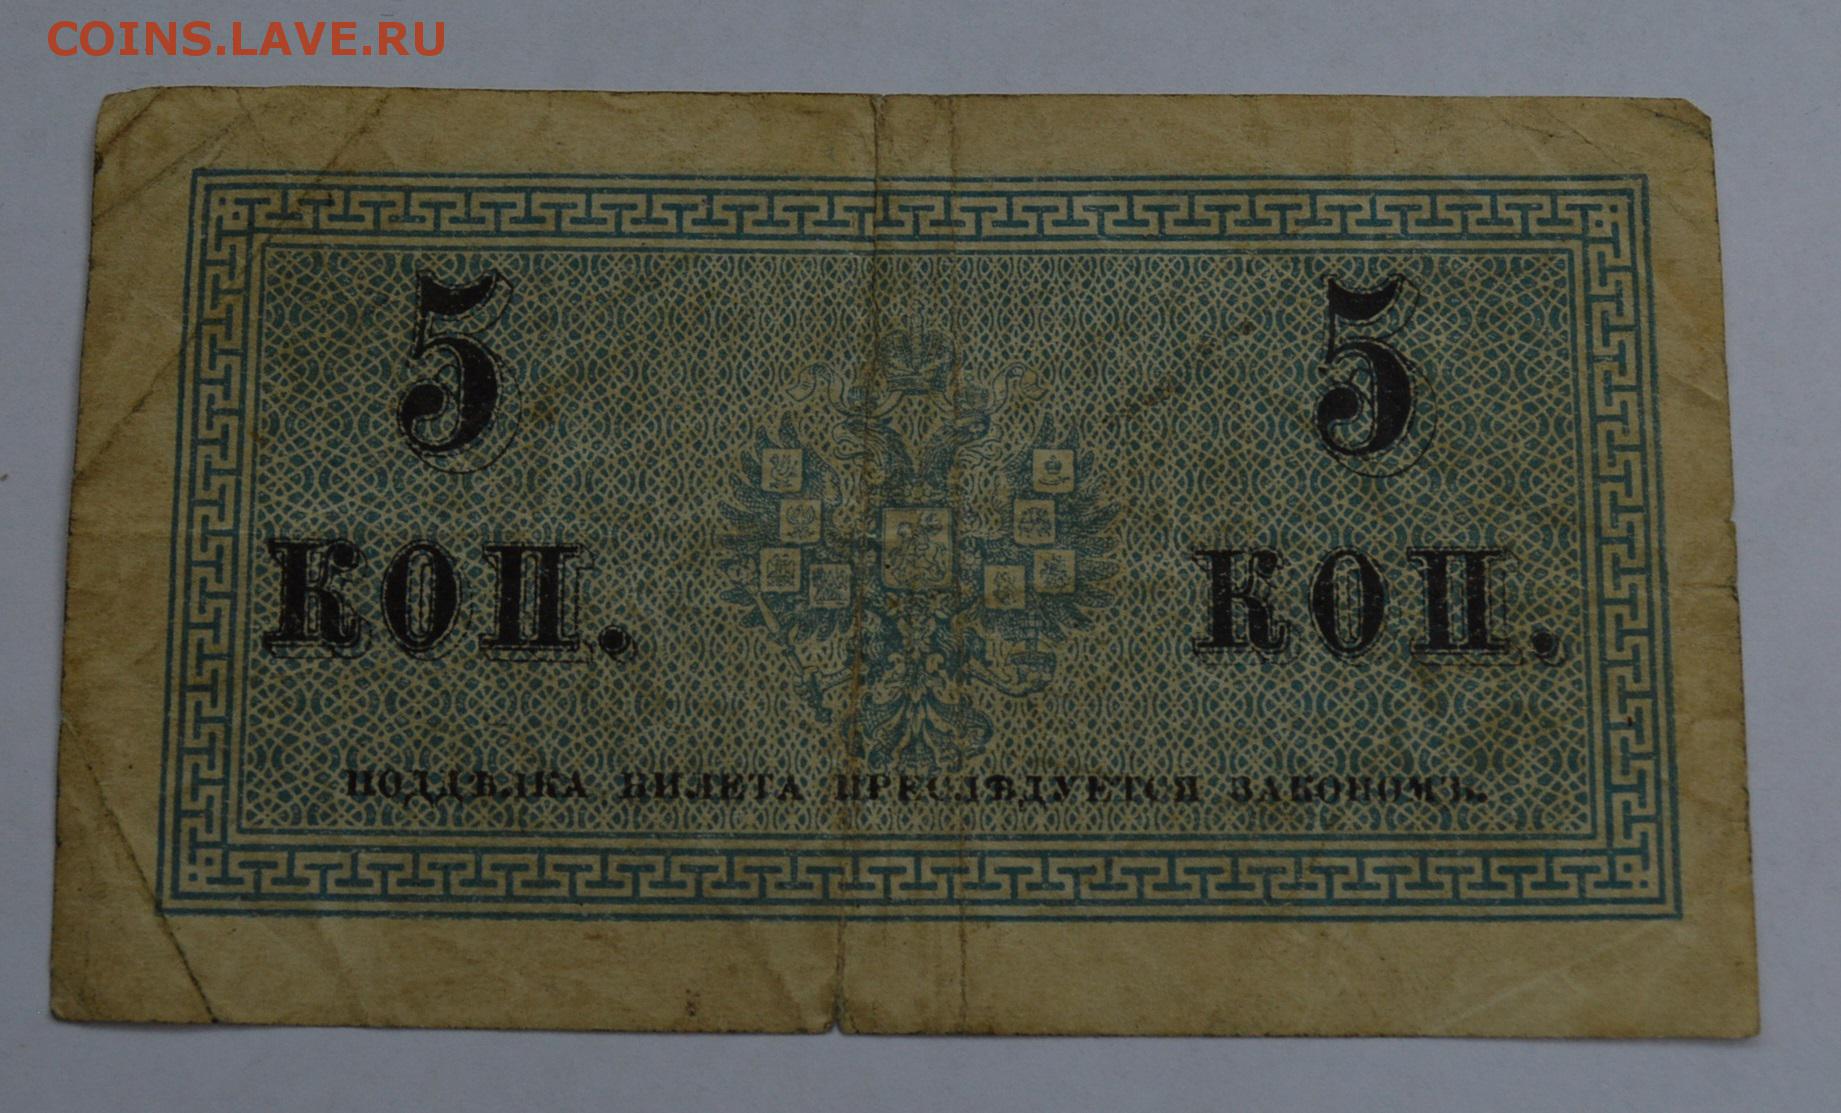 COINS.LAVE.RU
5 5
КОП. КОП.
ПОДДѢЛКА БИЛЕТА ПРЕСЛѢДУЕТСЯ ЗАКОНОМЪ.